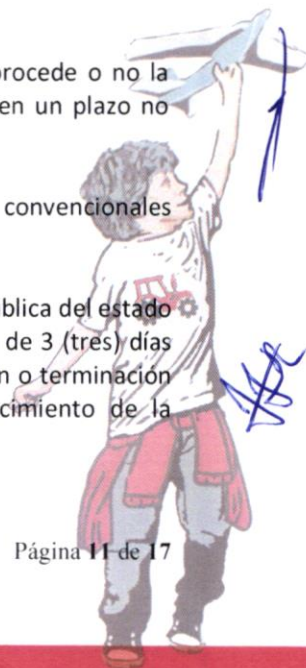 procede o no la
en un plazo no
convencionales
ública del estado
de 3 (tres) días
n o terminación
cimiento de la
Página 11 de 17